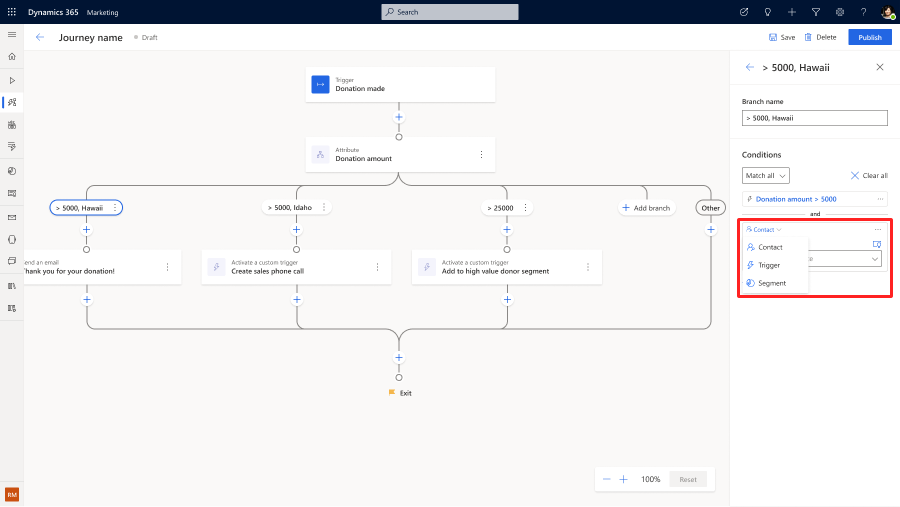 Dynamics 365 Marketing Search
Journey name Draft Save Delete Publish
Trigger
Donation made
Attribute
Donation amount
> 5000, Hawaii > 5000, Idaho > 25000 Add branch Other
end an email
hank you for your donation!
Activate a custom trigger
Create sales phone call
Activate a custom trigger
Add to high value donor segment
Exit
100% Reset
RM
> 5000, Hawaii
Branch name
> 5000, Hawaii
Conditions
Match all Clear all
Donation amount > 5000
and
Contact
Contact
Trigger
Segment